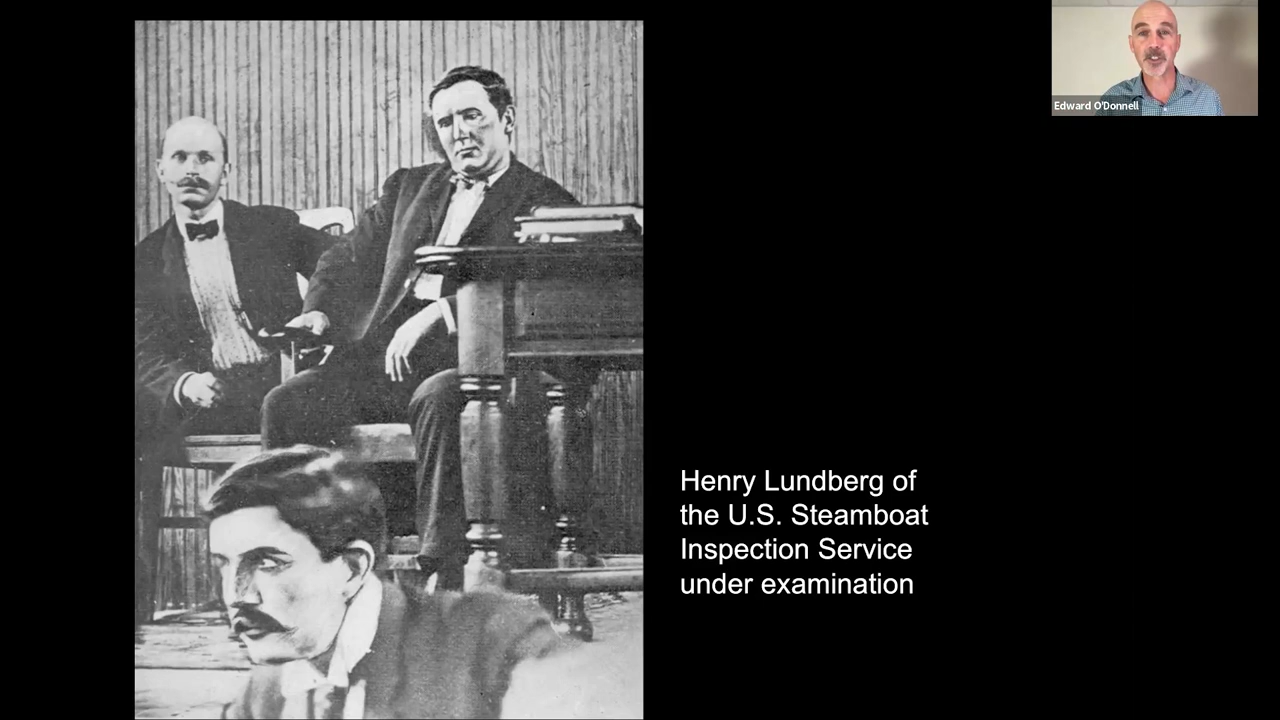 Edward O'Donnell
Henry Lundberg of
the U.S. Steamboat
Inspection Service
under examination